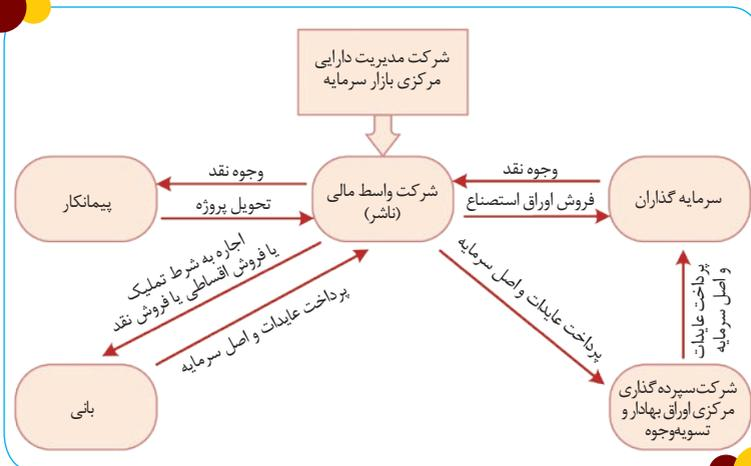 شرکت مدیریت دارایی
مرکزی بازار سرمایه
سرمایه گذاران
وجوه نقد
فروش اوراق استصناع
شرکت واسط مالی
(ناشر)
وجوه نقد
تحویل پروژه
پیمانکار
اجاره به شرط تملیک
یا فروش اقساطی یا فروش نقد
پرداخت عایدات و اصل سرمایه
پرداخت عایدات و اصل سرمایه
پرداخت عایدات
و اصل سرمایه
بانی
شرکت سپرده گذاری
مرکزی اوراق بهادار و
تسویه وجوه